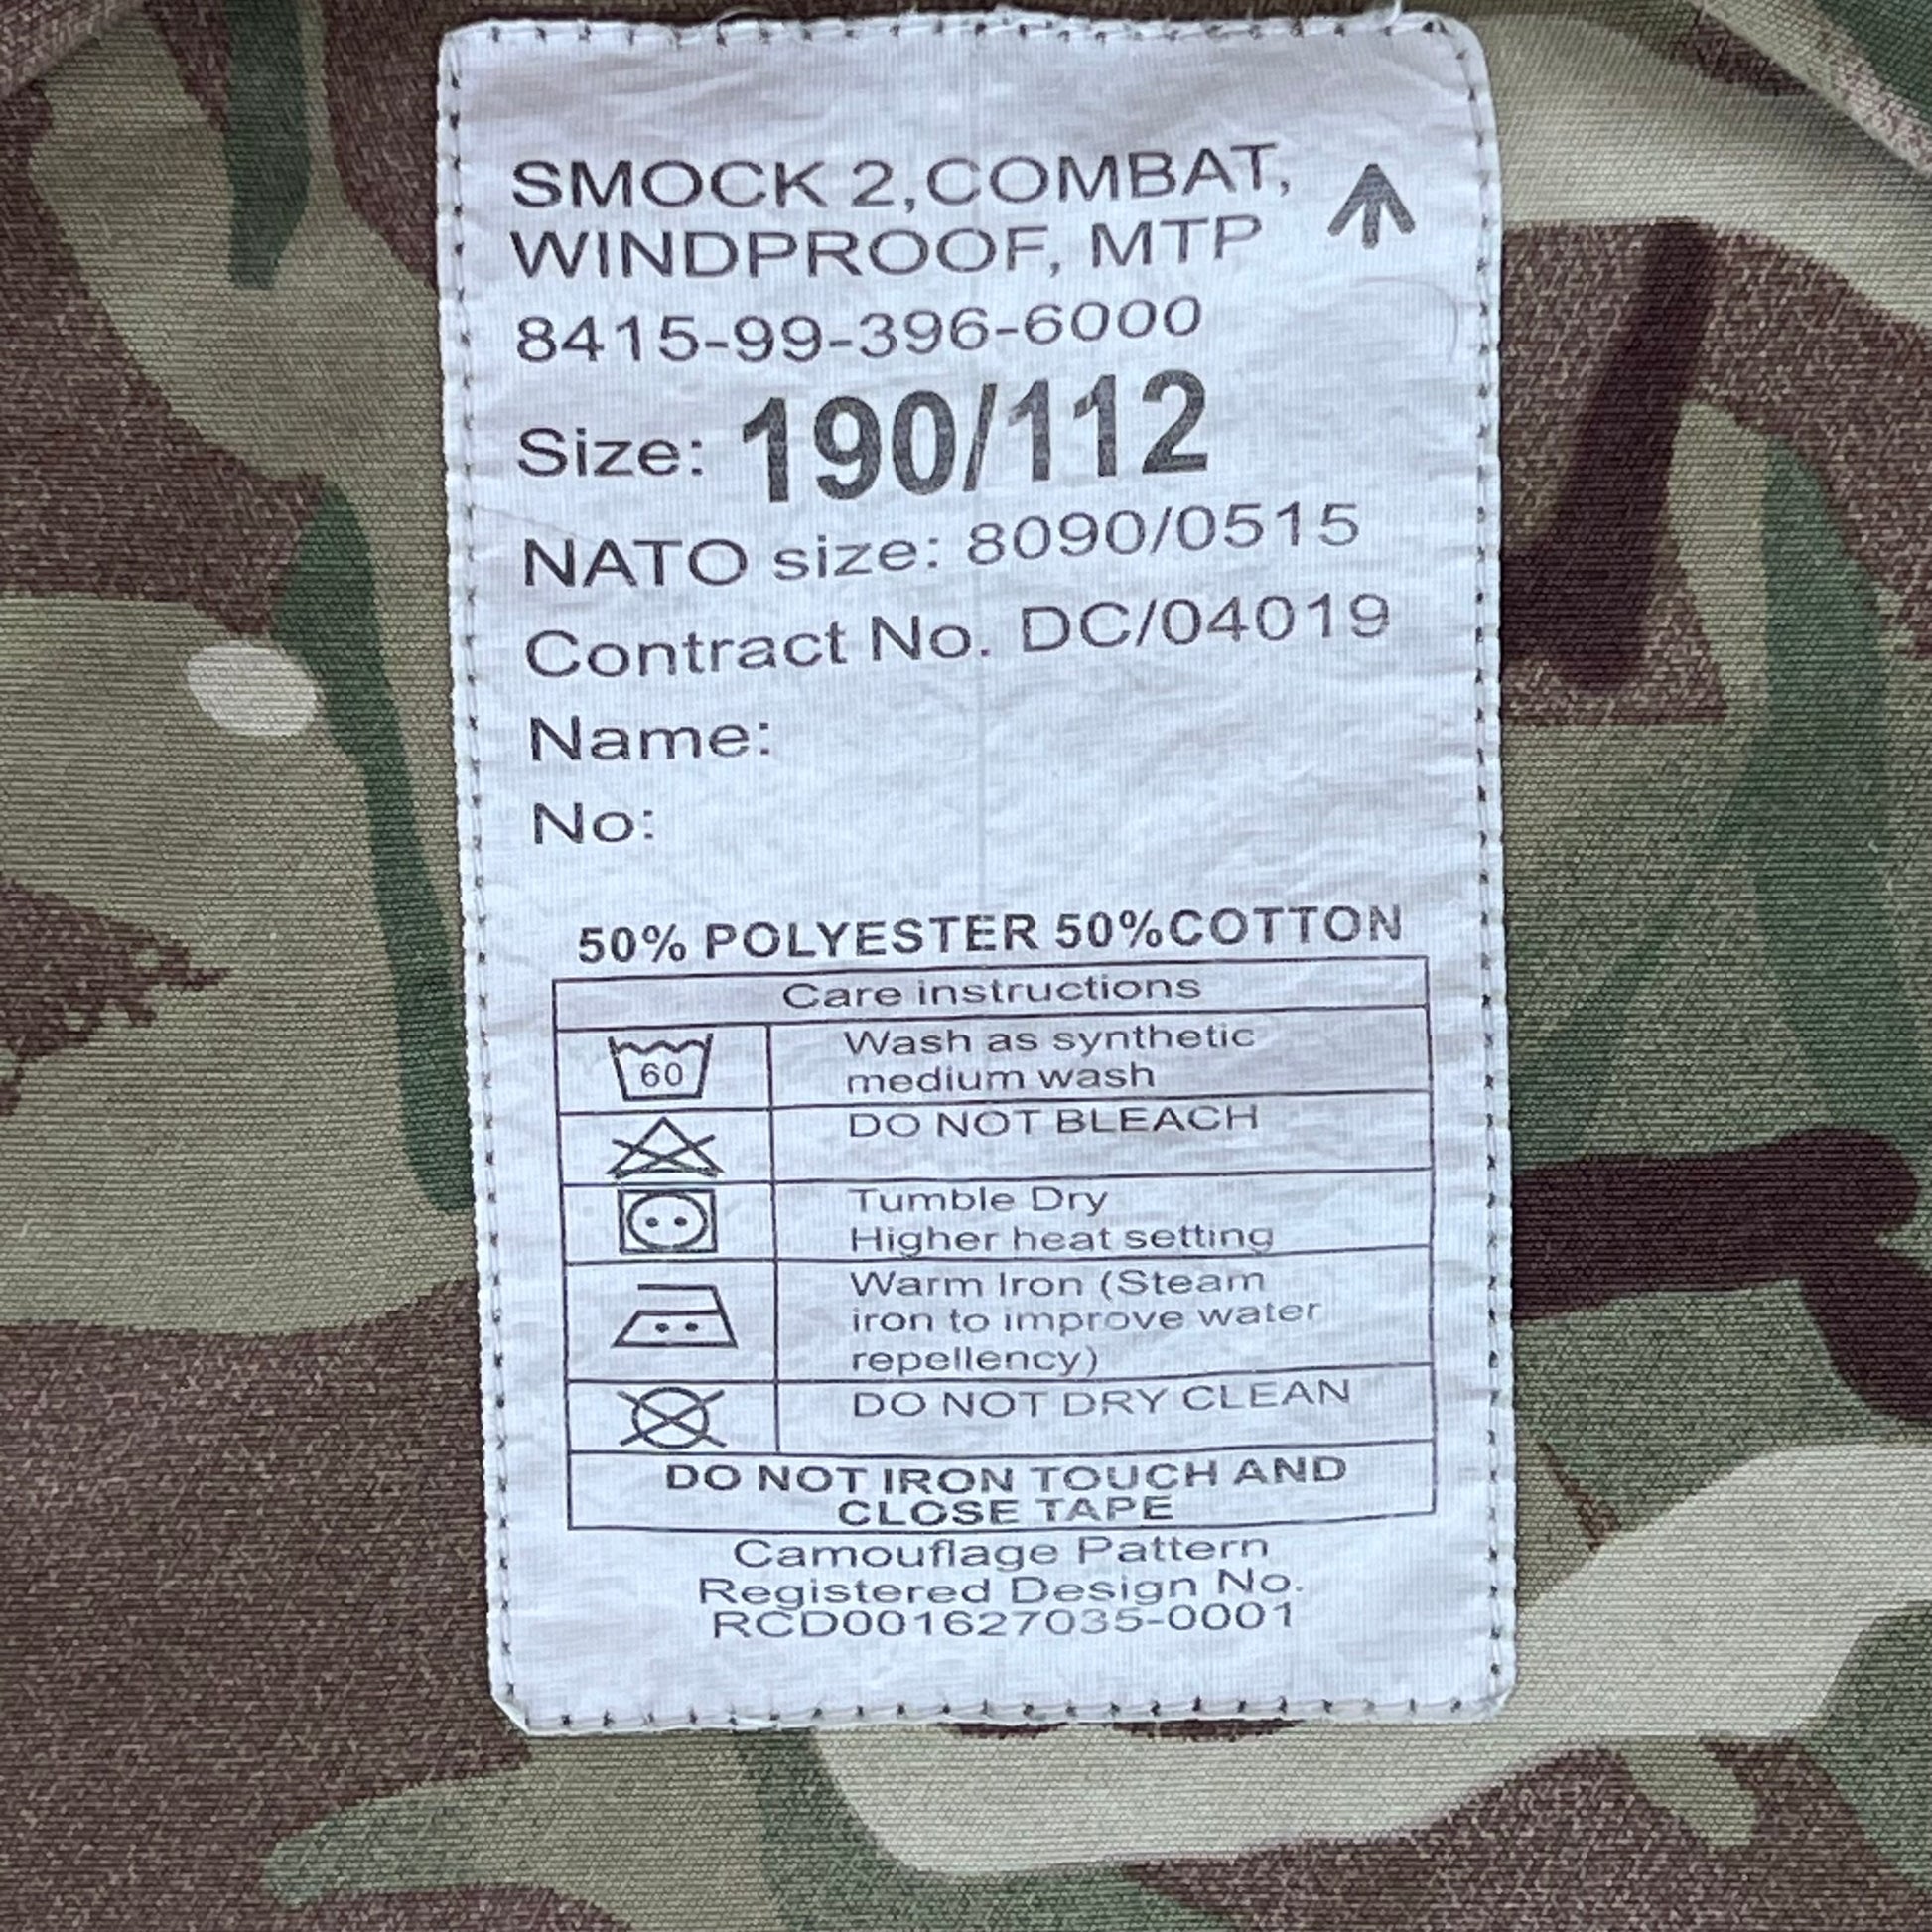 SMOCK 2,COMBAT,
WINDPROOF, MTP
8415-99-396-6000
Size: 190/112
NATO size: 8090/0515
Contract No. DC/04019
Name:
No:
50% POLYESTER 50%COTTON
Care instructions
60
Wash as synthetic
medium wash
DO NOT BLEACH
Tumble Dry
Higher heat setting
Warm Iron (Steam
iron to improve water
repellency)
DO NOT DRY CLEAN
DO NOT IRON TOUCH AND
CLOSE TAPE
Camouflage Pattern
Registered Design No.
RCD001627035-0001